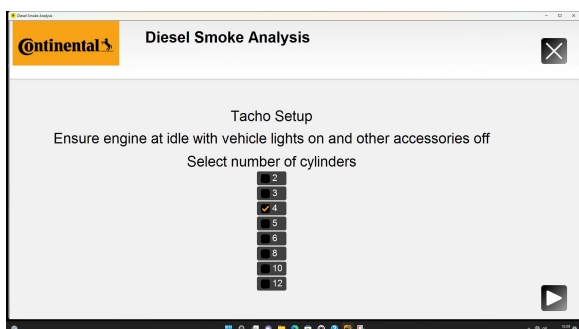 Diesel Smoke Analysis
Continental
Diesel Smoke Analysis
Tacho Setup
Ensure engine at idle with vehicle lights on and other accessories off
Select number of cylinders
2
3
4
5
6
8
10
12